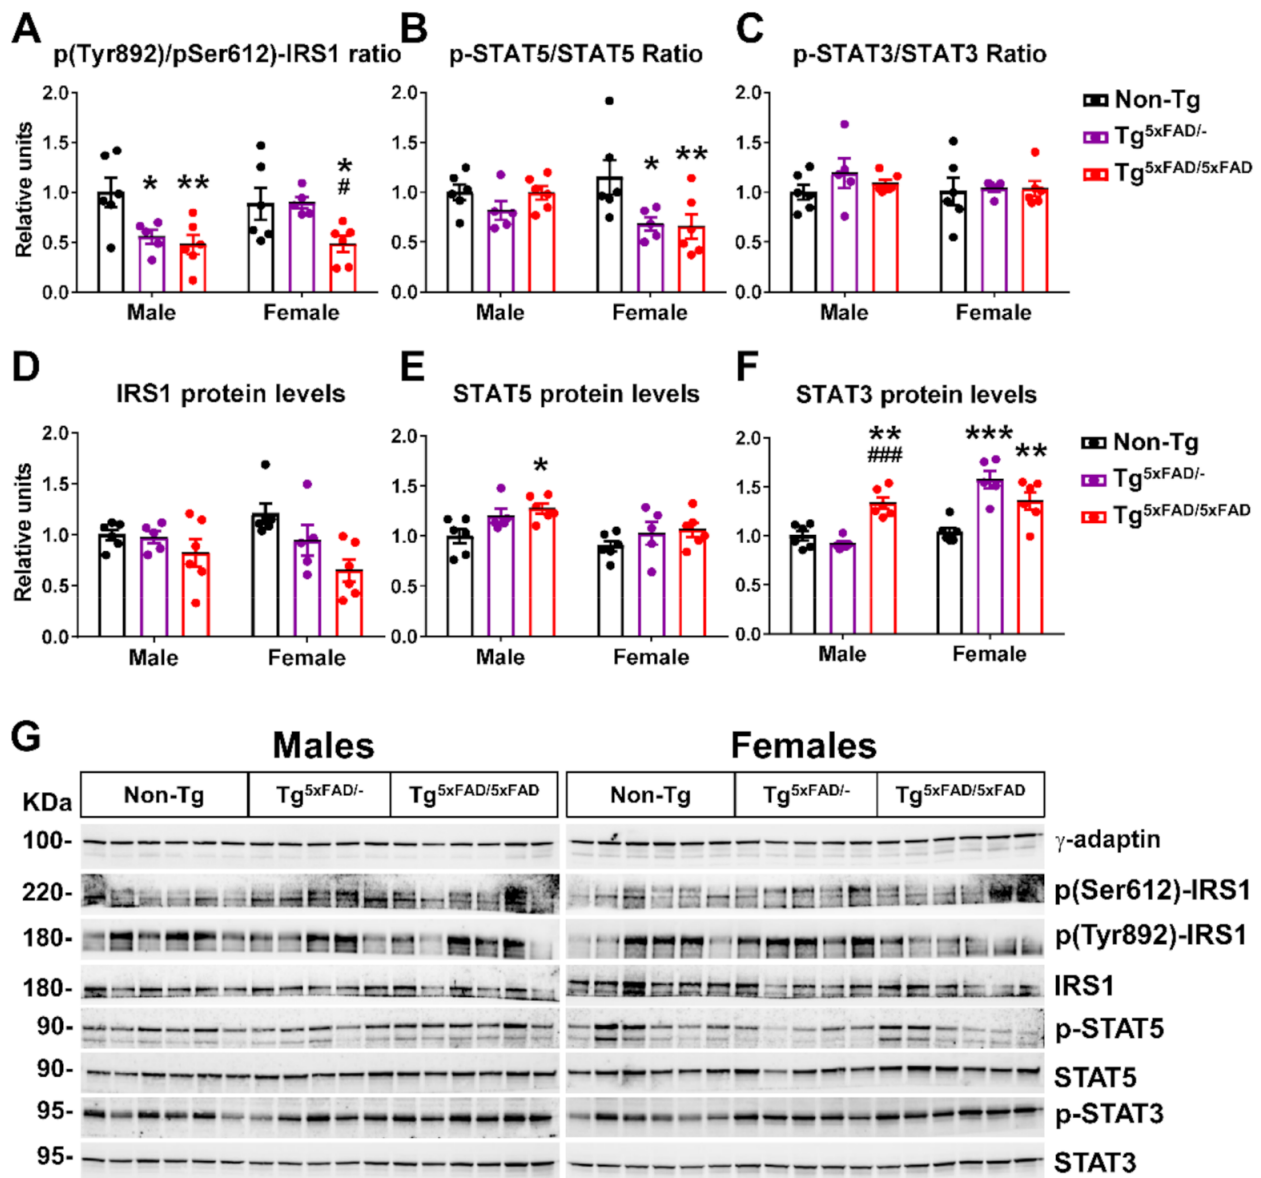 A
B
C
p(Tyr892)/pSer612)-IRS1 ratio
p-STAT5/STAT5 Ratio
p-STAT3/STAT3 Ratio
Relative units
2.0
1.5
1.0
0.5
0.0
* ** * #
Male Female
2.0
1.5
1.0
0.5
0.0
* **
Male Female
2.0
1.5
1.0
0.5
0.0
Male Female
Non-Tg
Tg5xFAD/-
Tg5xFAD/5xFAD
D
E
F
IRS1 protein levels
STAT5 protein levels
STAT3 protein levels
Relative units
2.0
1.5
1.0
0.5
0.0
Male Female
2.0
1.5
1.0
0.5
0.0
*
Male Female
2.0
1.5
1.0
0.5
0.0
** ### *** **
Male Female
Non-Tg
Tg5xFAD/-
Tg5xFAD/5xFAD
G
Males Females
KDa
Non-Tg Tg5xFAD/- Tg5xFAD/5xFAD Non-Tg Tg5xFAD/- Tg5xFAD/5xFAD
100- γ-adaptin
220- p(Ser612)-IRS1
180- p(Tyr892)-IRS1
180- IRS1
90- p-STAT5
90- STAT5
95- p-STAT3
95- STAT3